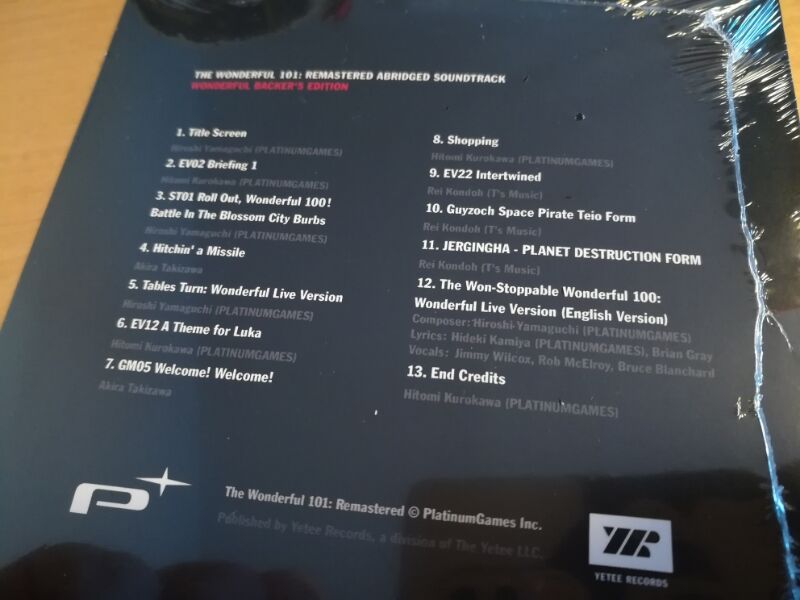 THE WONDERFUL 101: REMASTERED ABRIDGED SOUNDTRACK
WONDERFUL BACKER'S EDITION
1. Title Screen
Hiroshi Yamaguchi (PLATINUMGAMES)
2. EV02 Briefing 1
Hitomi Kurokawa (PLATINUMGAMES)
3. ST01 Roll Out, Wonderful 100!
Battle In The Blossom City Burbs
Hiroshi Yamaguchi (PLATINUMGAMES)
4. Hitchin' a Missile
Akira Takizawa
5. Tables Turn: Wonderful Live Version
Hiroshi Yamaguchi (PLATINUMGAMES)
6. EV12 A Theme for Luka
Hitomi Kurokawa (PLATINUMGAMES)
7. GM05 Welcome! Welcome!
Akira Takizawa
8. Shopping
Hitomi Kurokawa (PLATINUMGAMES)
9. EV22 Intertwined
Rei Kondoh (T's Music)
10. Guyzoch Space Pirate Teio Form
Rei Kondoh (T's Music)
11. JERGINGHA - PLANET DESTRUCTION FORM
Rei Kondoh (T's Music)
12. The Won-Stoppable Wonderful 100:
Wonderful Live Version (English Version)
Composer: Hiroshi Yamaguchi (PLATINUMGAMES)
Lyrics: Hideki Kamiya (PLATINUMGAMES), Brian Gray
Vocals: Jimmy Wilcox, Rob McElroy, Bruce Blanchard
13. End Credits
Hitomi Kurokawa (PLATINUMGAMES)
P
The Wonderful 101: Remastered © PlatinumGames Inc.
Published by Yetee Records, a division of The Yetee LLC.
YR
YETEE RECORDS